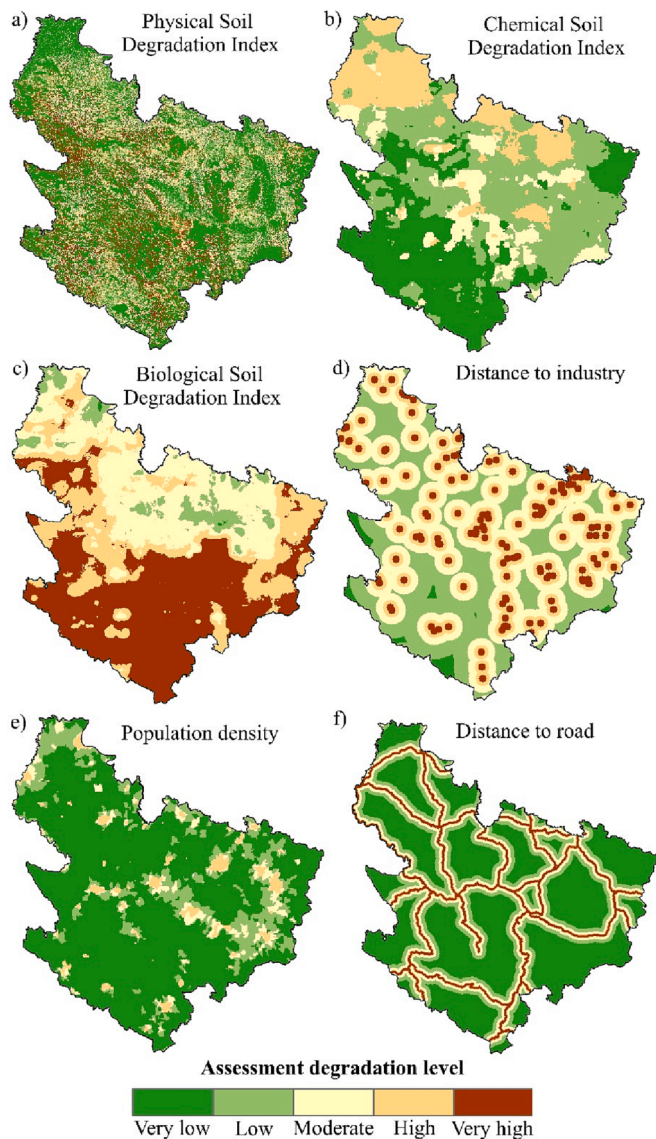 a) Physical Soil
Degradation Index
b) Chemical Soil
Degradation Index
c) Biological Soil
Degradation Index
d) Distance to industry
e) Population density
f) Distance to road
Assessment degradation level
Very low Low Moderate High Very high